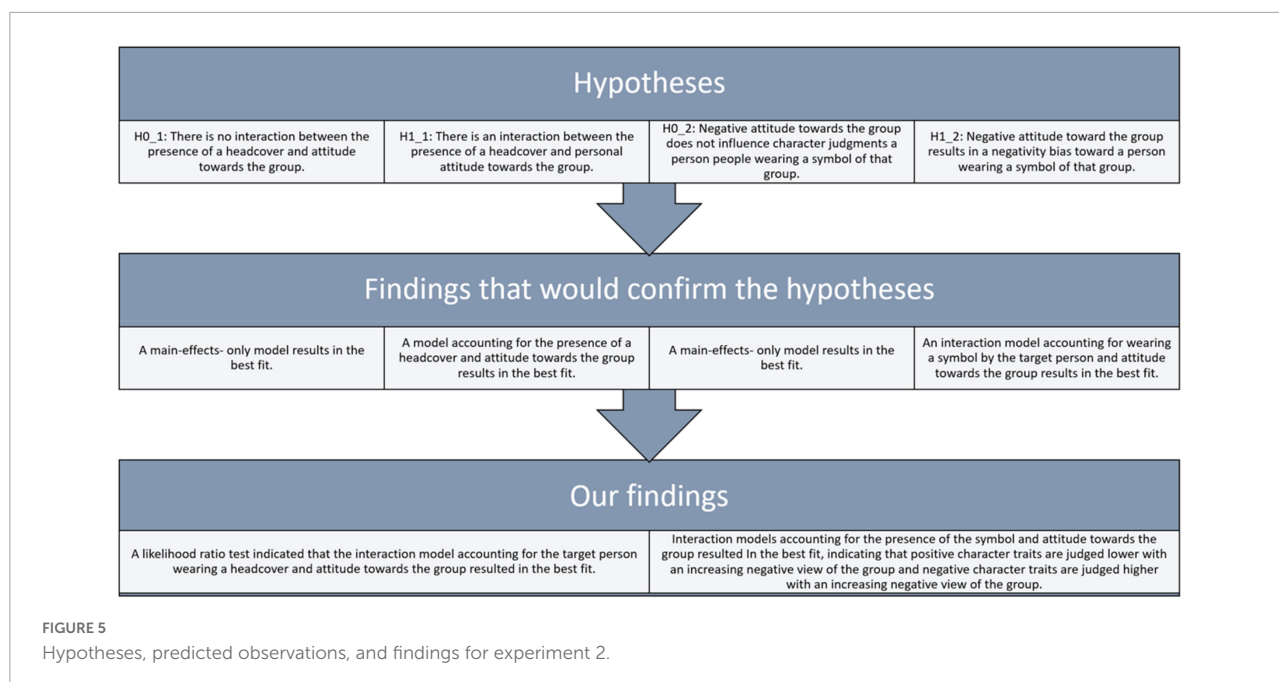 Hypotheses
H0_1: There is no interaction between the
presence of a headcover and attitude
towards the group.
H1_1: There is an interaction between the
presence of a headcover and personal
attitude towards the group.
H0_2: Negative attitude towards the group
does not influence character judgments a
person people wearing a symbol of that
group.
H1_2: Negative attitude toward the group
results in a negativity bias toward a person
wearing a symbol of that group.
Findings that would confirm the hypotheses
A main-effects- only model results in the
best fit.
A model accounting for the presence of a
headcover and attitude towards the group
results in the best fit.
A main-effects- only model results in the
best fit.
An interaction model accounting for wearing
a symbol by the target person and attitude
towards the group results in the best fit.
Our findings
A likelihood ratio test indicated that the interaction model accounting for the target person
wearing a headcover and attitude towards the group resulted in the best fit.
Interaction models accounting for the presence of the symbol and attitude towards the
group resulted In the best fit, indicating that positive character traits are judged lower with
an increasing negative view of the group and negative character traits are judged higher
with an increasing negative view of the group.
FIGURE 5
Hypotheses, predicted observations, and findings for experiment 2.